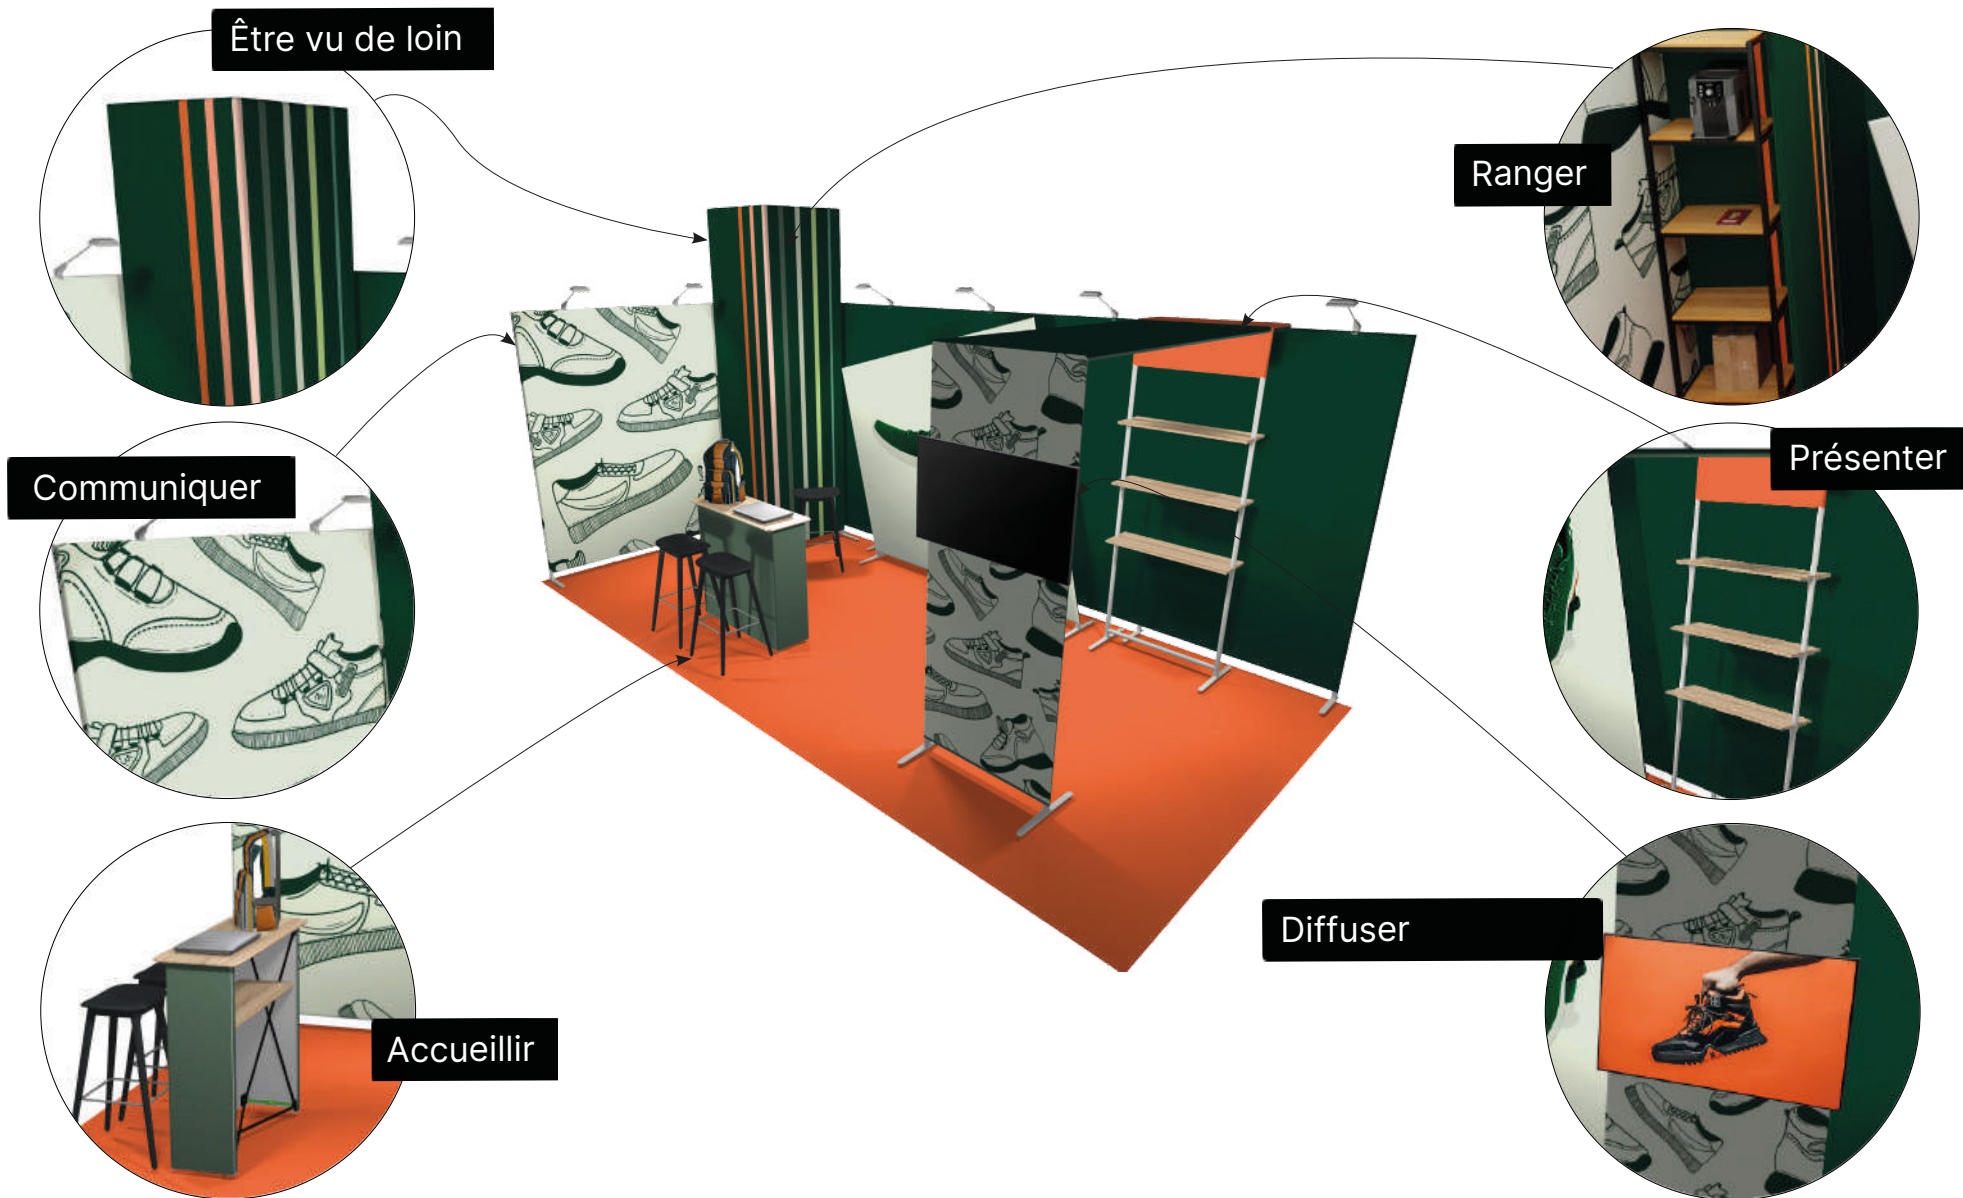 Être vu de loin
Ranger
Communiquer
Présenter
Diffuser
Accueillir